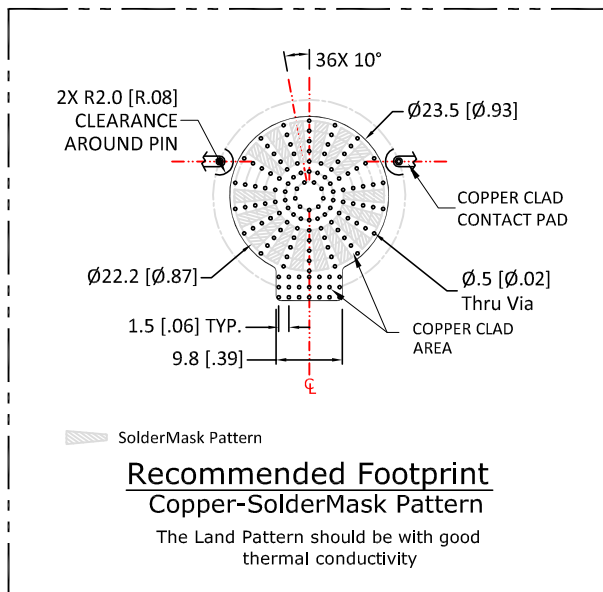 36X 10°
2X R2.0 [R.08]
CLEARANCE
AROUND PIN
Ø23.5 [Ø.93]
COPPER CLAD
CONTACT PAD
Ø22.2 [Ø.87]
Ø.5 [Ø.02]
Thru Via
1.5 [.06] TYP.
COPPER CLAD
AREA
9.8 [.39]
℄
SolderMask Pattern
Recommended Footprint
Copper-SolderMask Pattern
The Land Pattern should be with good
thermal conductivity